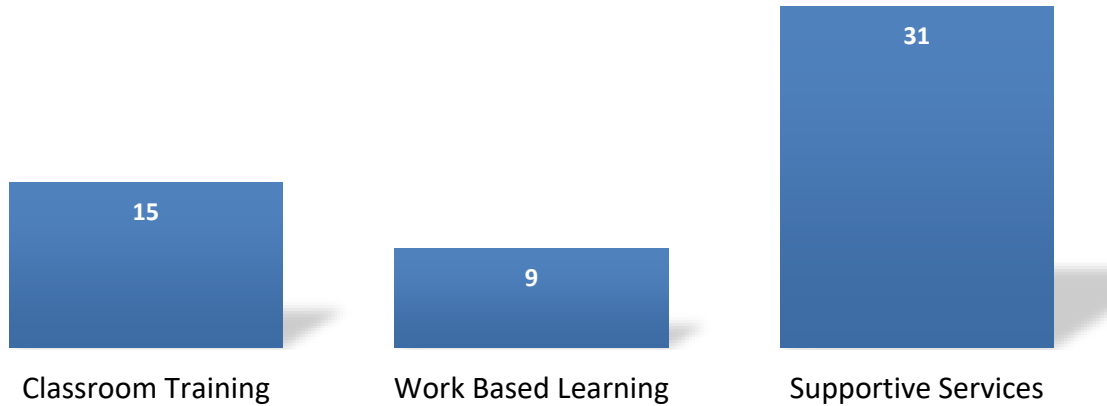 31
15
9
Classroom Training
Work Based Learning
Supportive Services